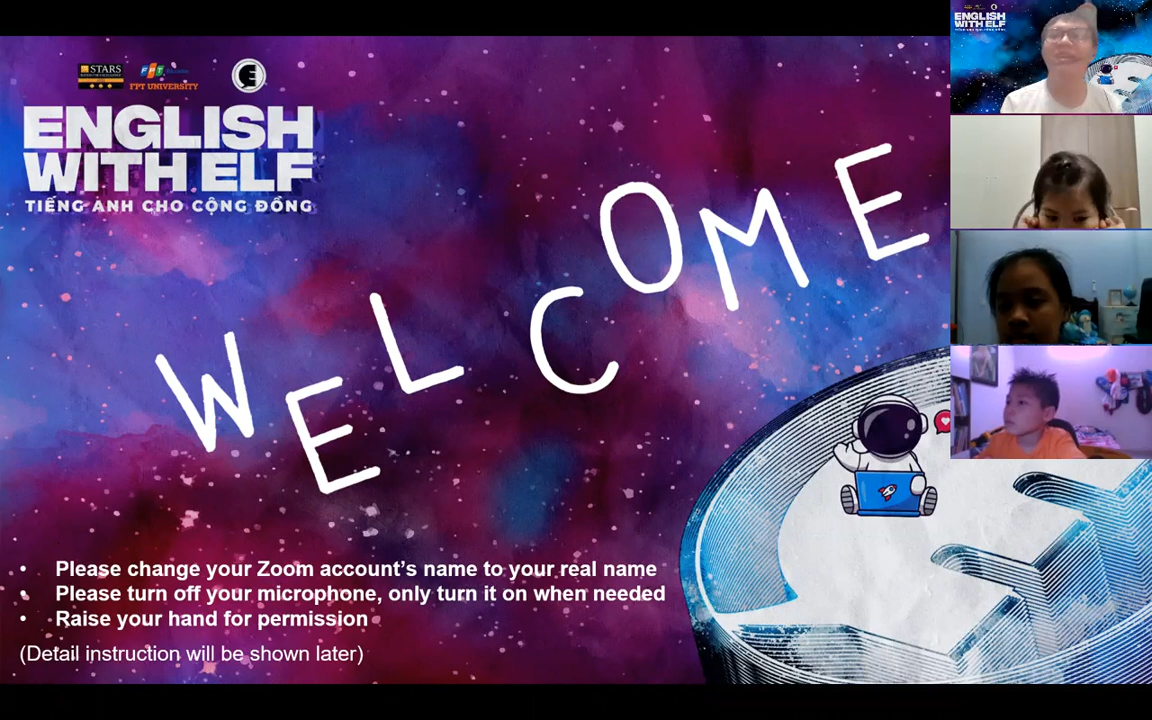 STARS
FPT UNIVERSITY
ENGLISH
WITH ELF
TIẾNG ANH CHO CỘNG ĐỒNG
WELCOME
• Please change your Zoom account's name to your real name
• Please turn off your microphone, only turn it on when needed
• Raise your hand for permission
(Detail instruction will be shown later)
ENGLISH
WITH ELF